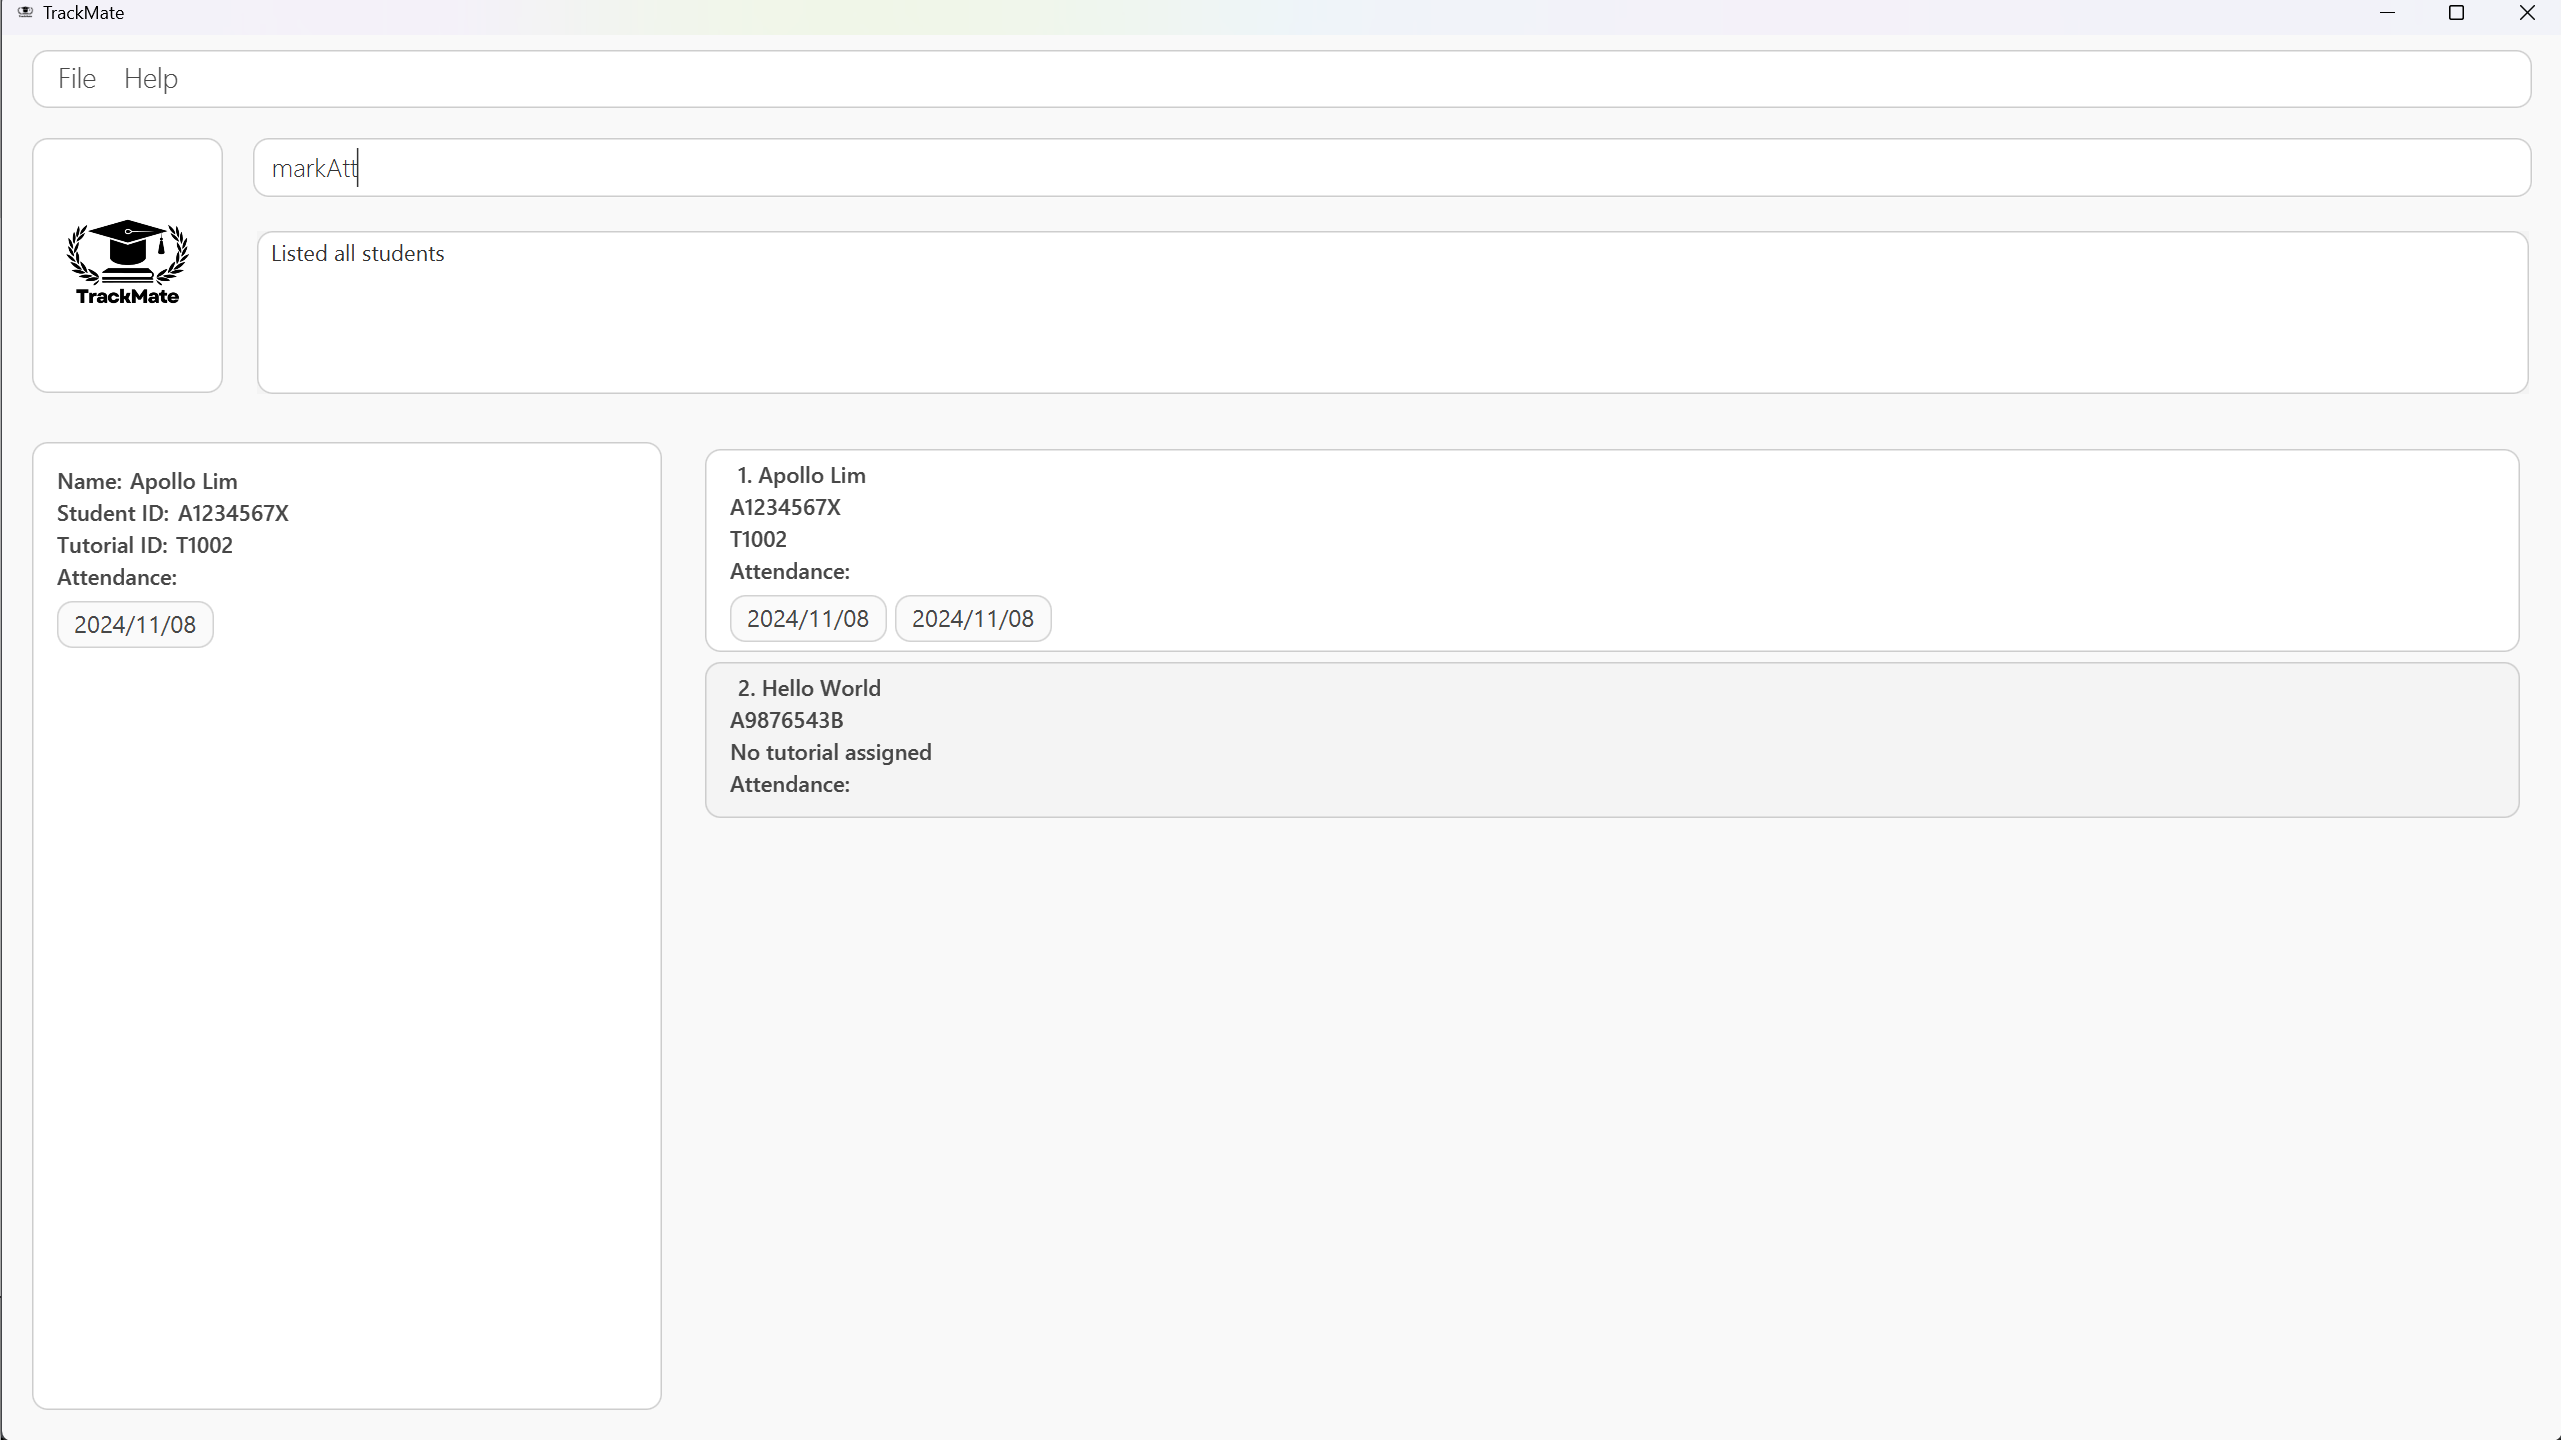 TrackMate
File Help
markAtt
TrackMate
Listed all students
Name: Apollo Lim
Student ID: A1234567X
Tutorial ID: T1002
Attendance:
2024/11/08
1. Apollo Lim
A1234567X
T1002
Attendance:
2024/11/08 2024/11/08
2. Hello World
A9876543B
No tutorial assigned
Attendance: